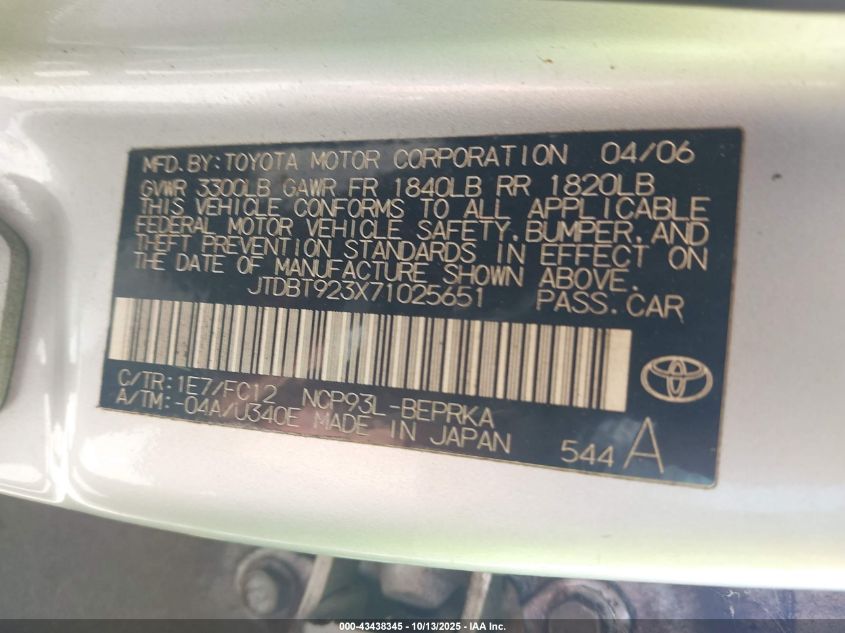 MFD.BY:TOYOTA MOTOR CORPORATION 04/06
GVWR 3300LB GAWR FR 1840LB RR 1820LB
THIS VEHICLE CONFORMS TO ALL APPLICABLE
FEDERAL MOTOR VEHICLE SAFETY,BUMPER,AND
THEFT PREVENTION STANDARDS IN EFFECT ON
THE DATE OF MANUFACTURE SHOWN ABOVE.
JTDBT923X71025651 PASS.CAR
C/TR:1E7/FC12 NCP93L-BEPRKA
A/TM:-04A/U340E MADE IN JAPAN
544 A
000-43438345 - 10/13/2025 - IAA Inc.